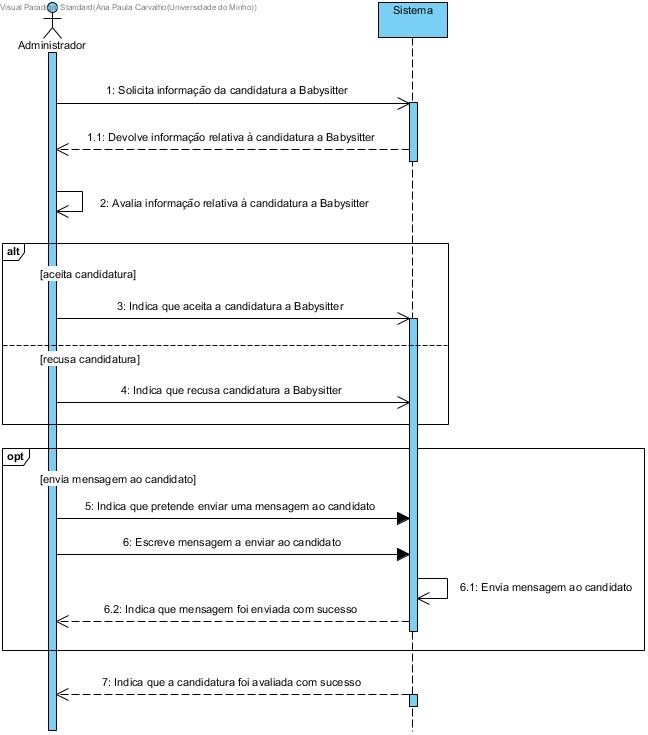 Visual Paradigm Standard(Ana Paula Carvalho(Universidade do Minho))
Sistema
Administrador
1: Solicita informação da candidatura a Babysitter
1.1: Devolve informação relativa à candidatura a Babysitter
2: Avalia informação relativa à candidatura a Babysitter
alt
[aceita candidatura]
3: Indica que aceita a candidatura a Babysitter
[recusa candidatura]
4: Indica que recusa candidatura a Babysitter
opt
[envia mensagem ao candidato]
5: Indica que pretende enviar uma mensagem ao candidato
6: Escreve mensagem a enviar ao candidato
6.1: Envia mensagem ao candidato
6.2: Indica que mensagem foi enviada com sucesso
7: Indica que a candidatura foi avaliada com sucesso